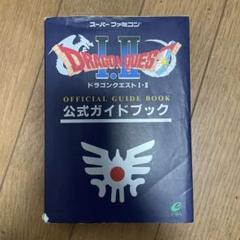 スーパーファミコン
DRAGON QUEST
I・II
ドラゴンクエストI・II
OFFICIAL GUIDE BOOK
公式ガイドブック